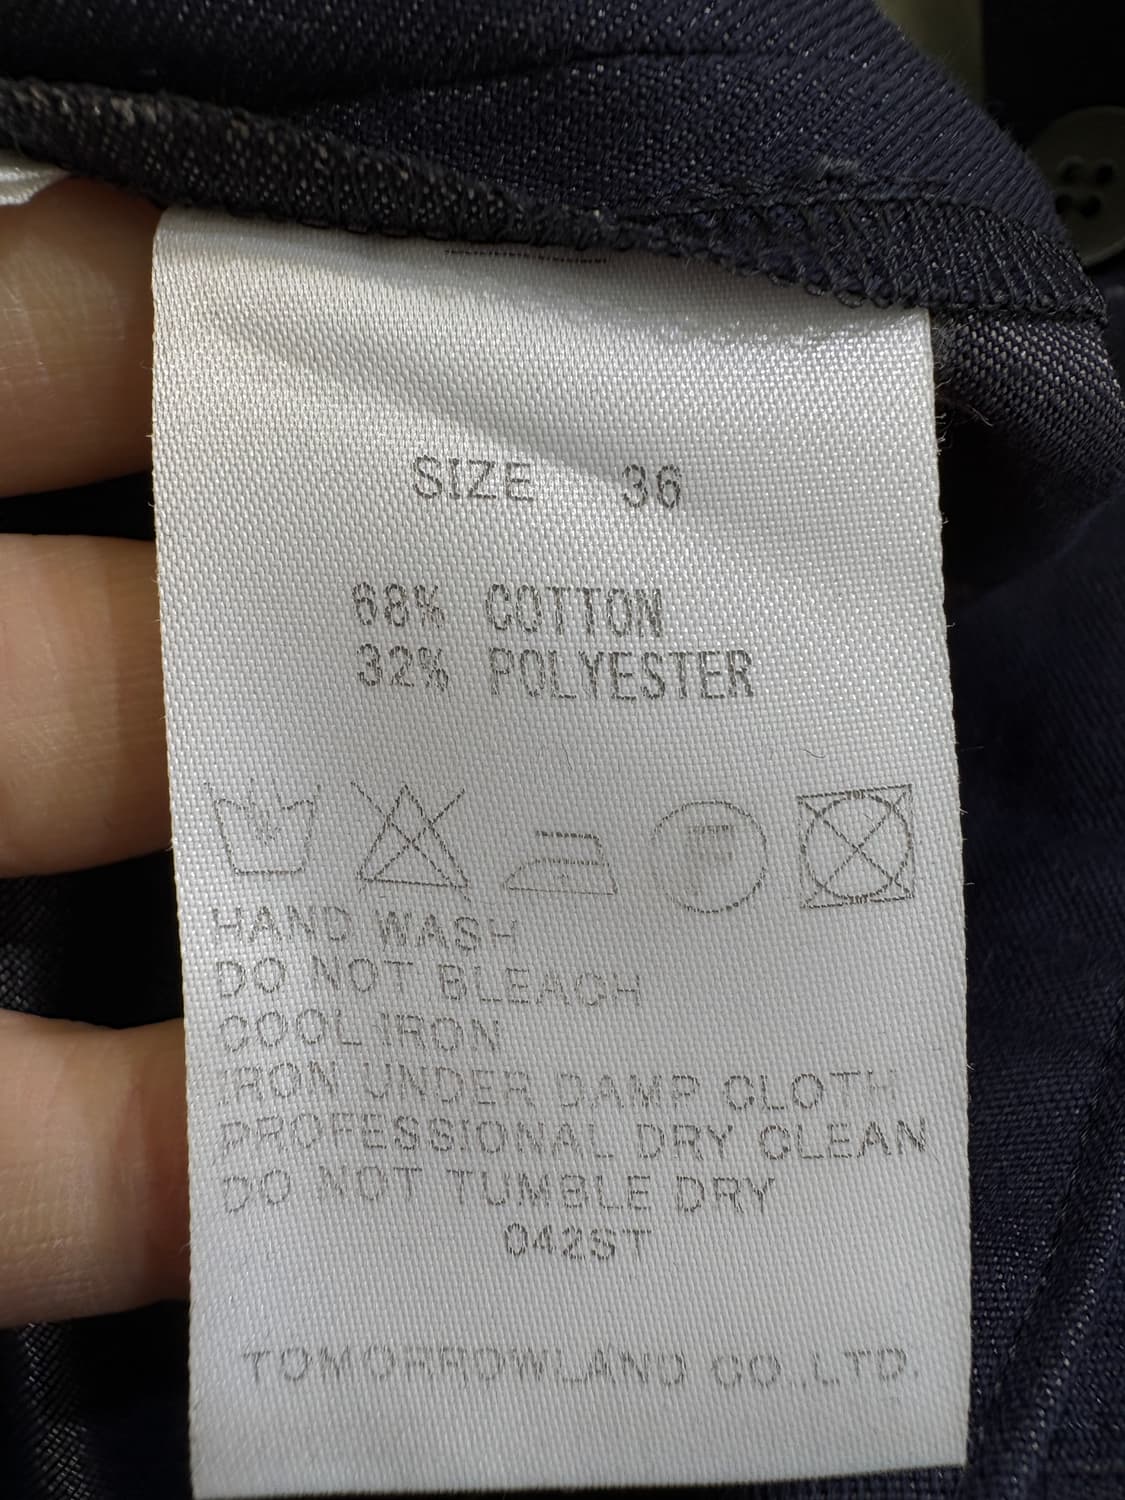 SIZE 36
68% COTTON
32% POLYESTER
HAND WASH
DO NOT BLEACH
COOL IRON
IRON UNDER DAMP CLOTH
PROFESSIONAL DRY CLEAN
DO NOT TUMBLE DRY
042ST
TOMORROWLAND CO.,LTD.